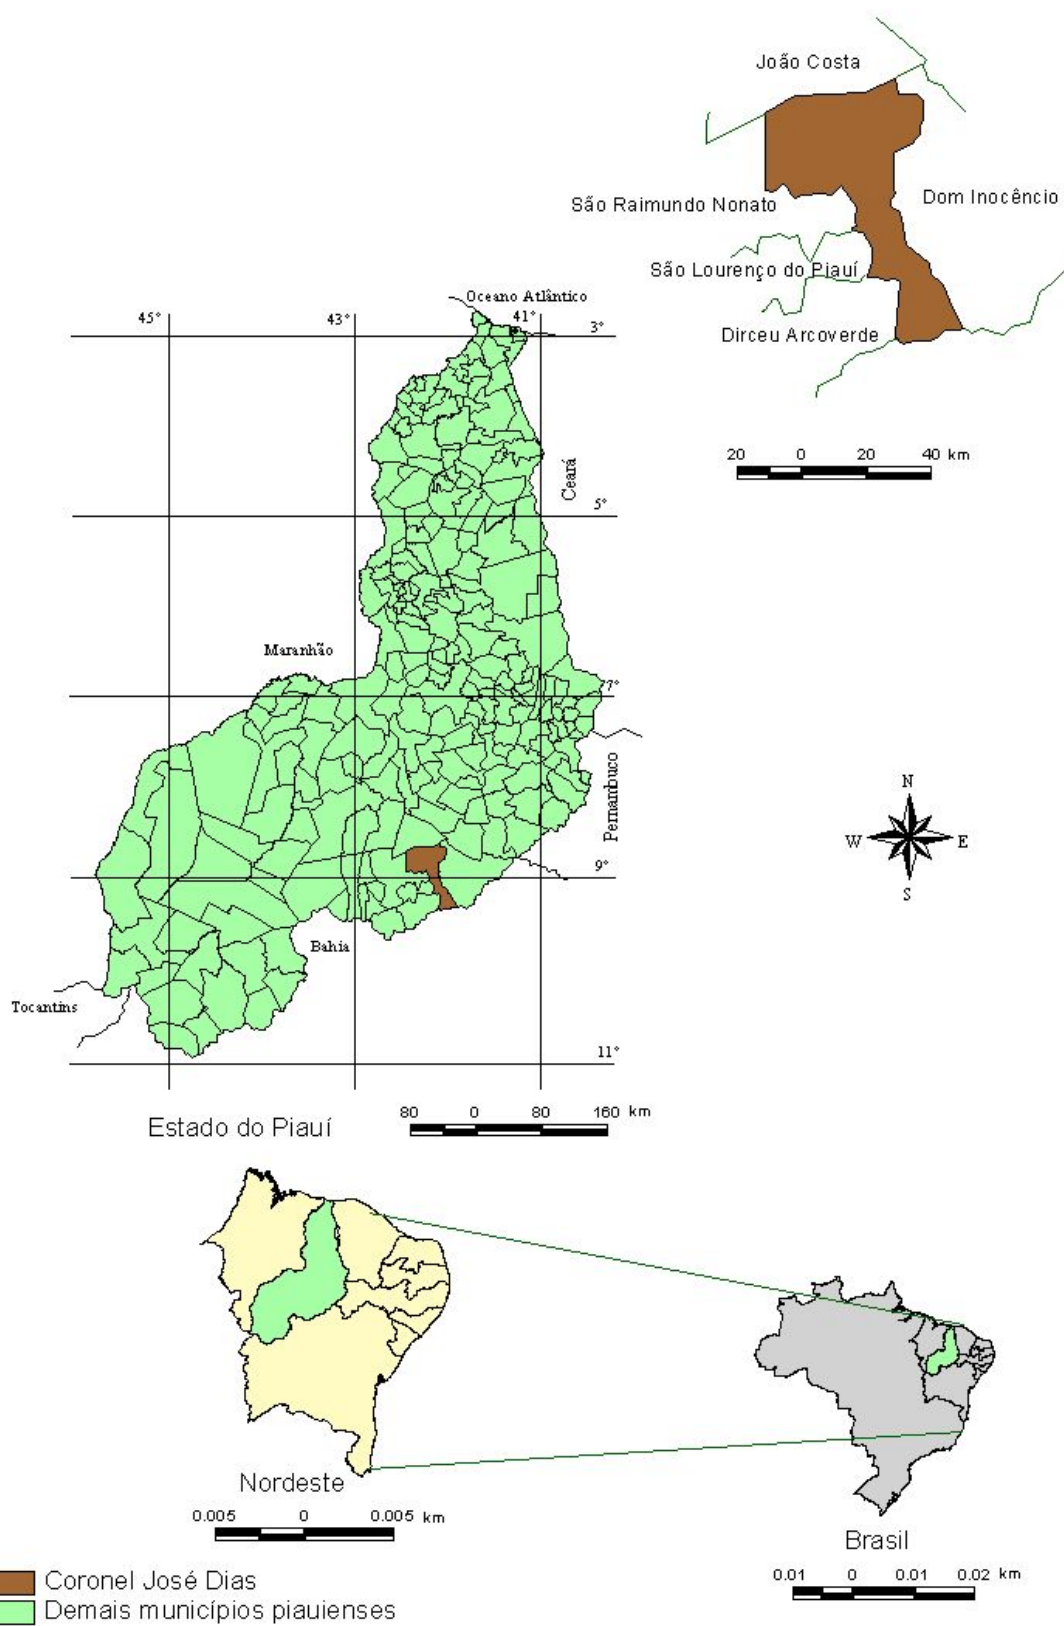 João Costa
São Raimundo Nonato
Dom Inocêncio
São Lourenço do Piauí
Dirceu Arcoverde
20 0 20 40 km
Oceano Atlântico
45° 43° 41°
3°
Ceará
5°
Maranhão
7°
Pernambuco
N
W E
S
9°
Bahia
Tocantins
11°
Estado do Piauí
80 0 80 160 km
Nordeste
0.005 0 0.005 km
Brasil
0.01 0 0.01 0.02 km
Coronel José Dias
Demais municípios piauienses